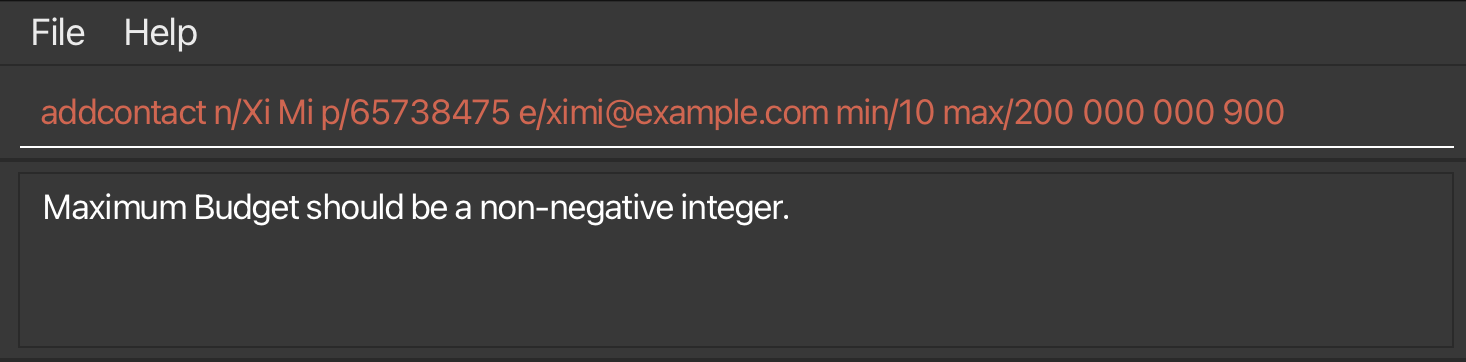 File Help
addcontact n/Xi Mi p/65738475 e/ximi@example.com min/10 max/200 000 000 900
Maximum Budget should be a non-negative integer.